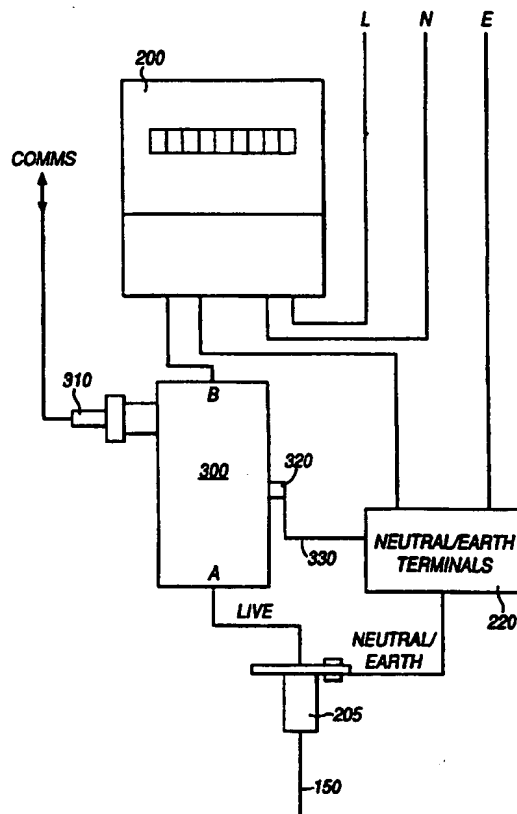 L N E
200
COMMS
310
B
300
320
NEUTRAL/EARTH
TERMINALS
330
A
220
LIVE
NEUTRAL/
EARTH
205
150